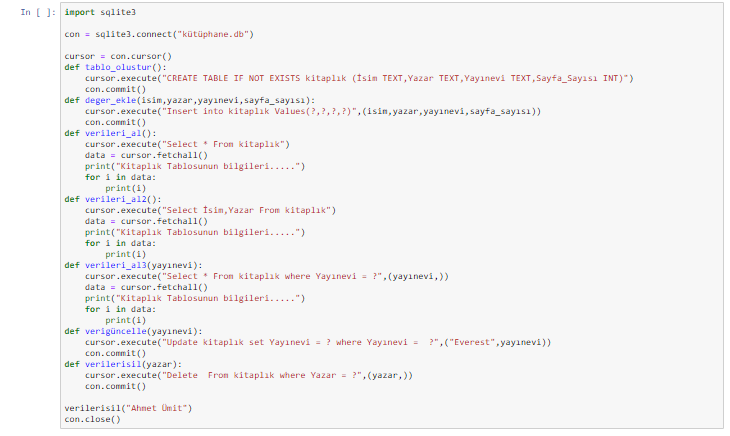 In [ ]: import sqlite3
con = sqlite3.connect("kütüphane.db")
cursor = con.cursor()
def tablo_olustur():
    cursor.execute("CREATE TABLE IF NOT EXISTS kitaplık (İsim TEXT,Yazar TEXT,Yayınevi TEXT,Sayfa_Sayısı INT)")
    con.commit()
def deger_ekle(isim,yazar,yayınevi,sayfa_sayısı):
    cursor.execute("Insert into kitaplık Values(?,?,?,?)",(isim,yazar,yayınevi,sayfa_sayısı))
    con.commit()
def verileri_al():
    cursor.execute("Select * From kitaplık")
    data = cursor.fetchall()
    print("Kitaplık Tablosunun bilgileri.....")
    for i in data:
        print(i)
def verileri_al2():
    cursor.execute("Select İsim,Yazar From kitaplık")
    data = cursor.fetchall()
    print("Kitaplık Tablosunun bilgileri.....")
    for i in data:
        print(i)
def verileri_al3(yayınevi):
    cursor.execute("Select * From kitaplık where Yayınevi = ?",(yayınevi,))
    data = cursor.fetchall()
    print("Kitaplık Tablosunun bilgileri.....")
    for i in data:
        print(i)
def verigüncelle(yayınevi):
    cursor.execute("Update kitaplık set Yayınevi = ? where Yayınevi =  ?",("Everest",yayınevi))
    con.commit()
def verilerisil(yazar):
    cursor.execute("Delete  From kitaplık where Yazar = ?",(yazar,))
    con.commit()
verilerisil("Ahmet Ümit")
con.close()